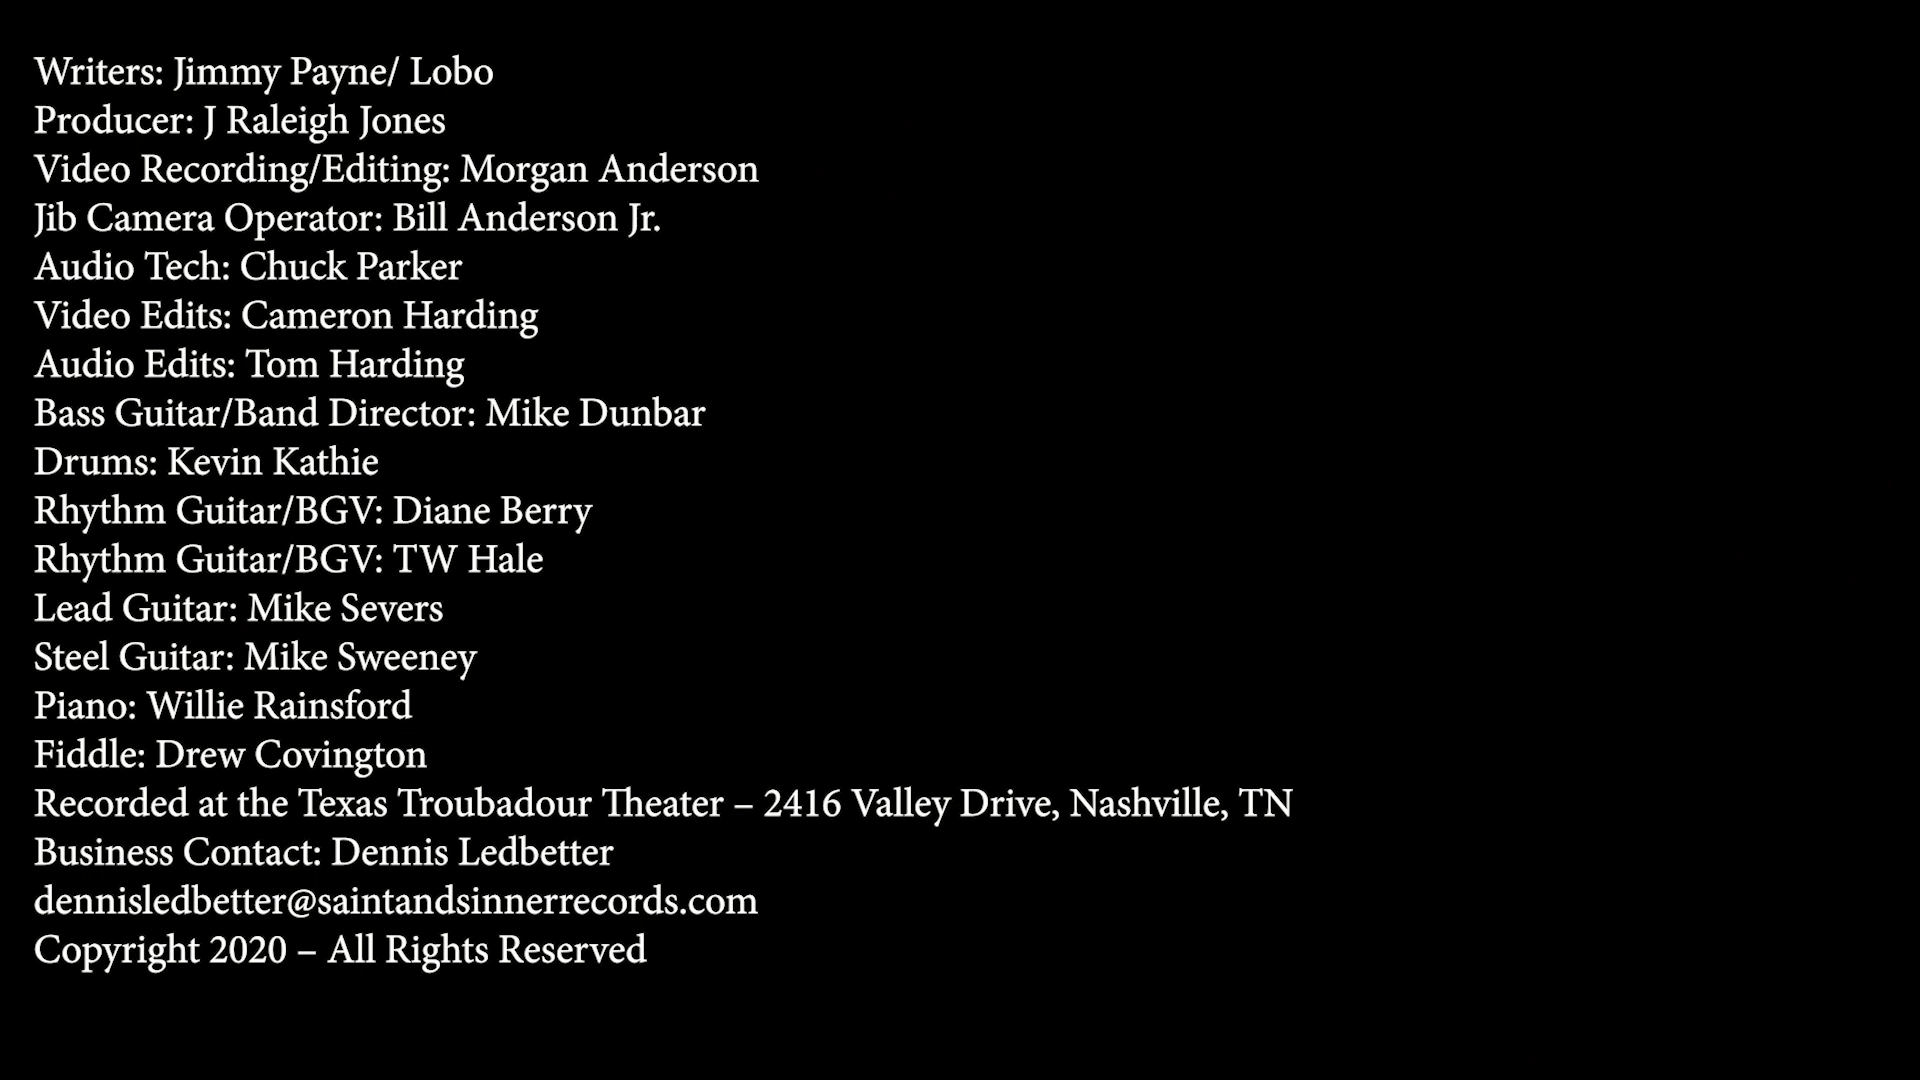 Writers: Jimmy Payne/ Lobo
Producer: J Raleigh Jones
Video Recording/Editing: Morgan Anderson
Jib Camera Operator: Bill Anderson Jr.
Audio Tech: Chuck Parker
Video Edits: Cameron Harding
Audio Edits: Tom Harding
Bass Guitar/Band Director: Mike Dunbar
Drums: Kevin Kathie
Rhythm Guitar/BGV: Diane Berry
Rhythm Guitar/BGV: TW Hale
Lead Guitar: Mike Severs
Steel Guitar: Mike Sweeney
Piano: Willie Rainsford
Fiddle: Drew Covington
Recorded at the Texas Troubadour Theater – 2416 Valley Drive, Nashville, TN
Business Contact: Dennis Ledbetter
dennisledbetter@saintandsinnerrecords.com
Copyright 2020 – All Rights Reserved